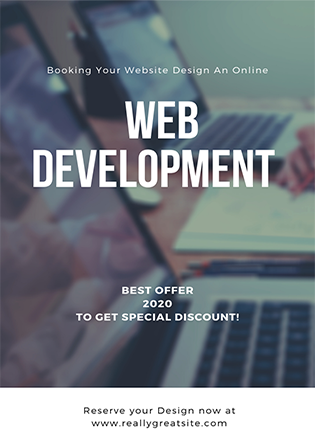 Booking Your Website Design An Online
WEB
DEVELOPMENT
BEST OFFER
2020
TO GET SPECIAL DISCOUNT!
Reserve your Design now at
www.reallygreatsite.com